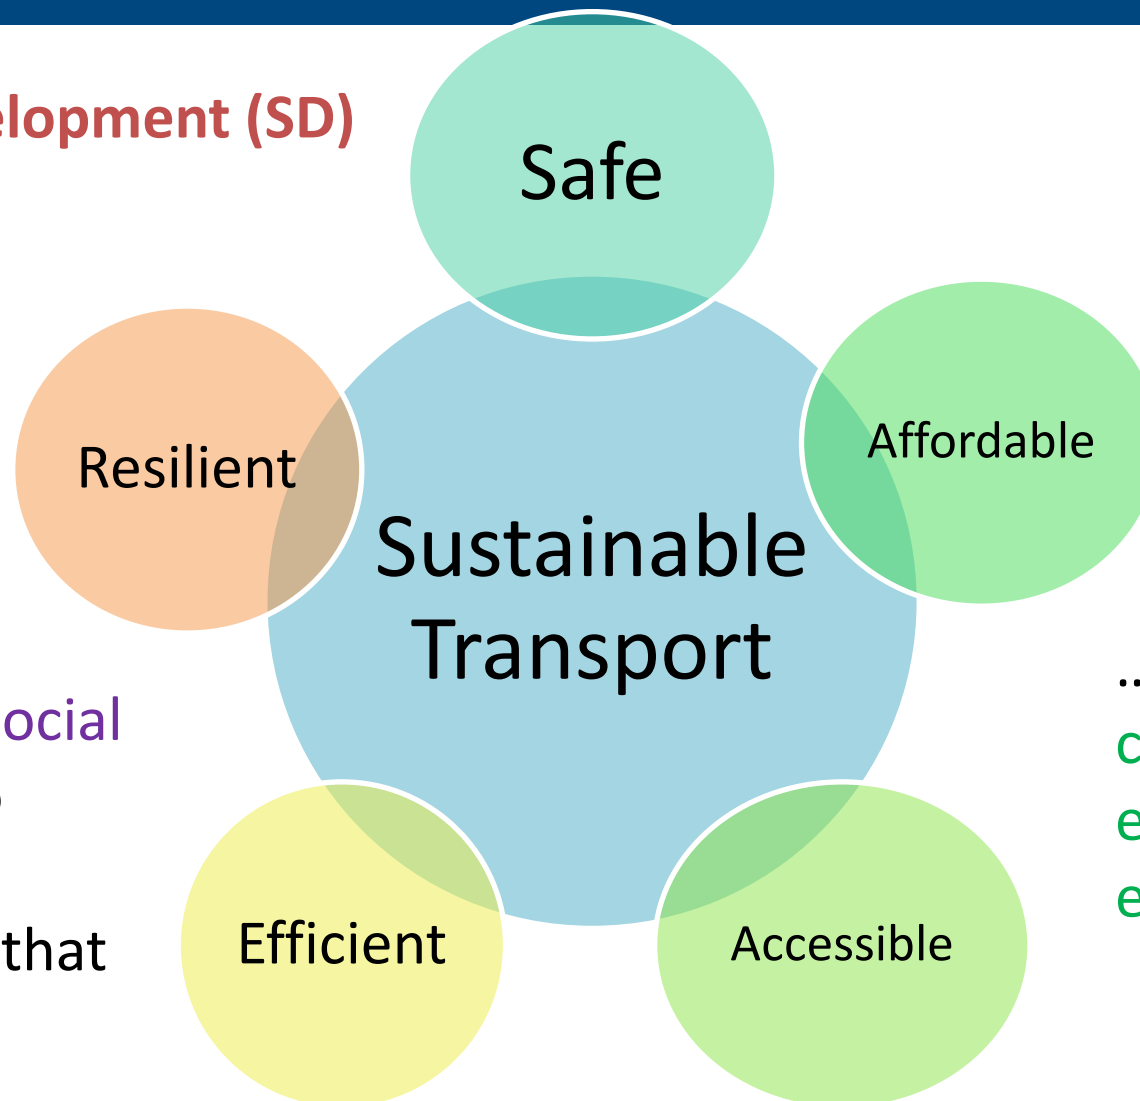 elopment (SD)
Safe
Affordable
Resilient
Sustainable
Transport
ocial
that
Efficient
Accessible
...
c
e
e